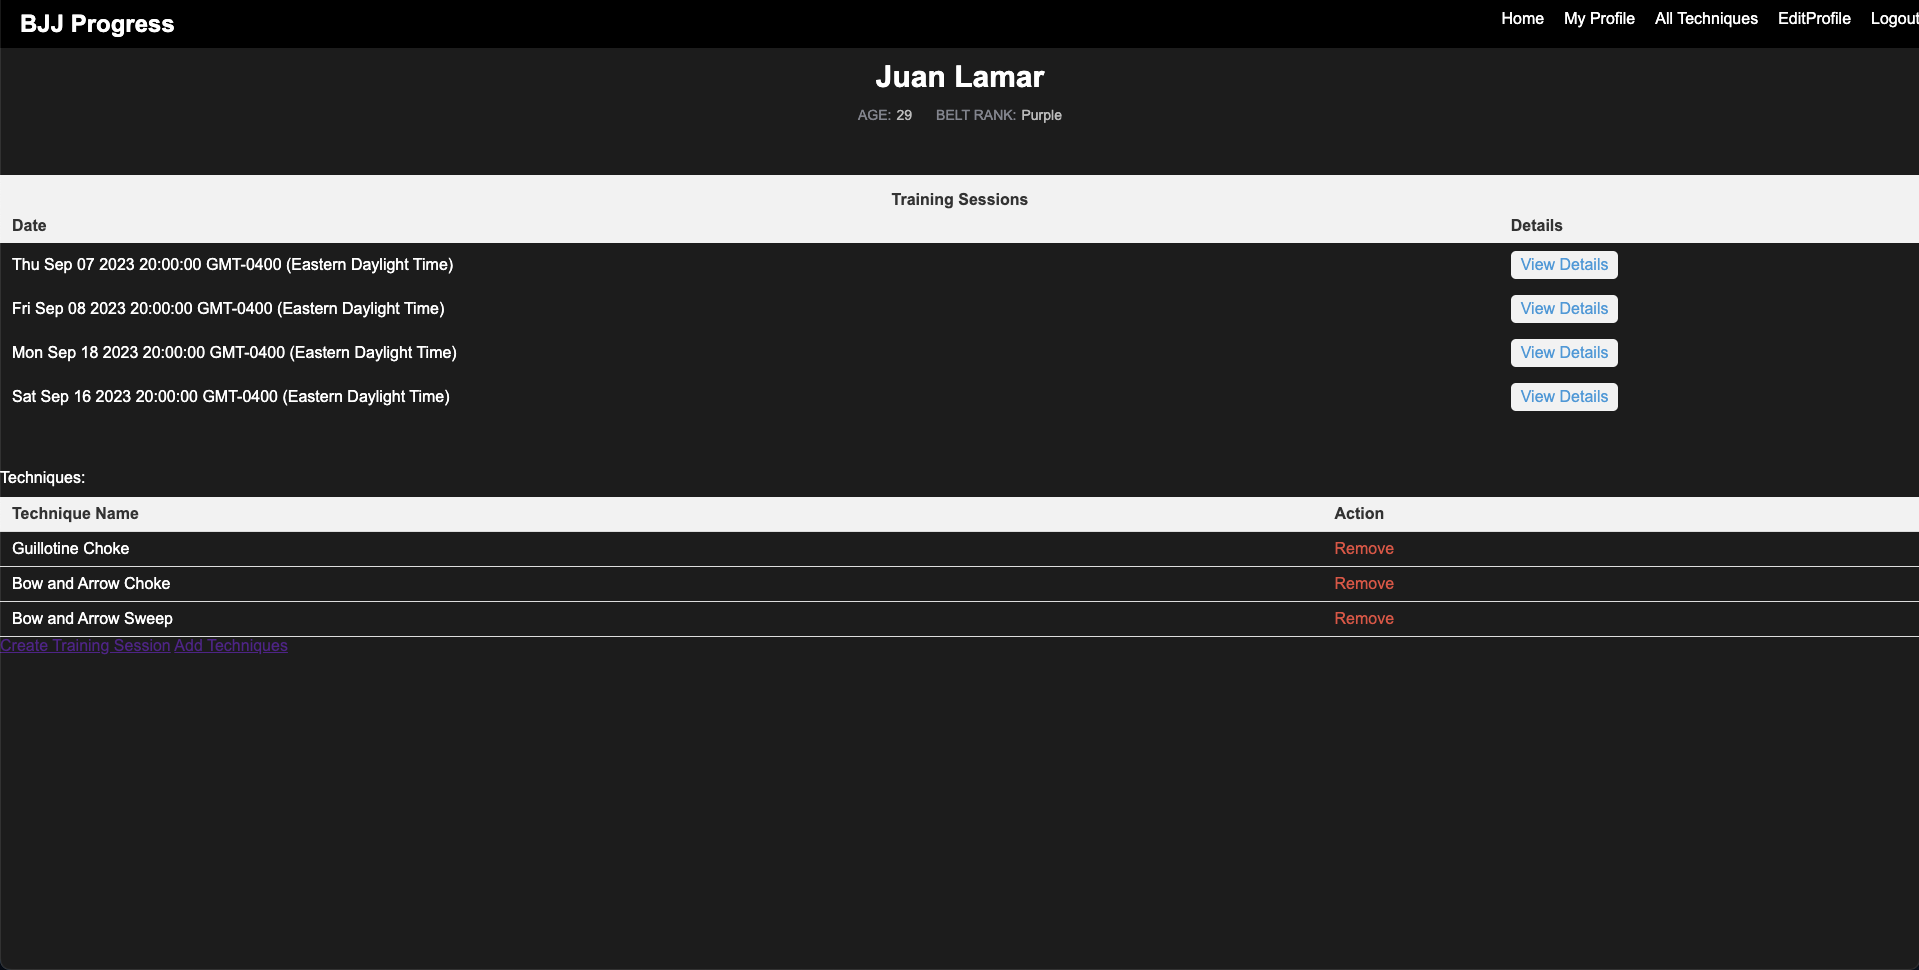 BJJ Progress
Home My Profile All Techniques EditProfile Logout
Juan Lamar
AGE: 29 BELT RANK: Purple
Training Sessions
Date Details
Thu Sep 07 2023 20:00:00 GMT-0400 (Eastern Daylight Time) View Details
Fri Sep 08 2023 20:00:00 GMT-0400 (Eastern Daylight Time) View Details
Mon Sep 18 2023 20:00:00 GMT-0400 (Eastern Daylight Time) View Details
Sat Sep 16 2023 20:00:00 GMT-0400 (Eastern Daylight Time) View Details
Techniques:
Technique Name Action
Guillotine Choke Remove
Bow and Arrow Choke Remove
Bow and Arrow Sweep Remove
Create Training Session Add Techniques